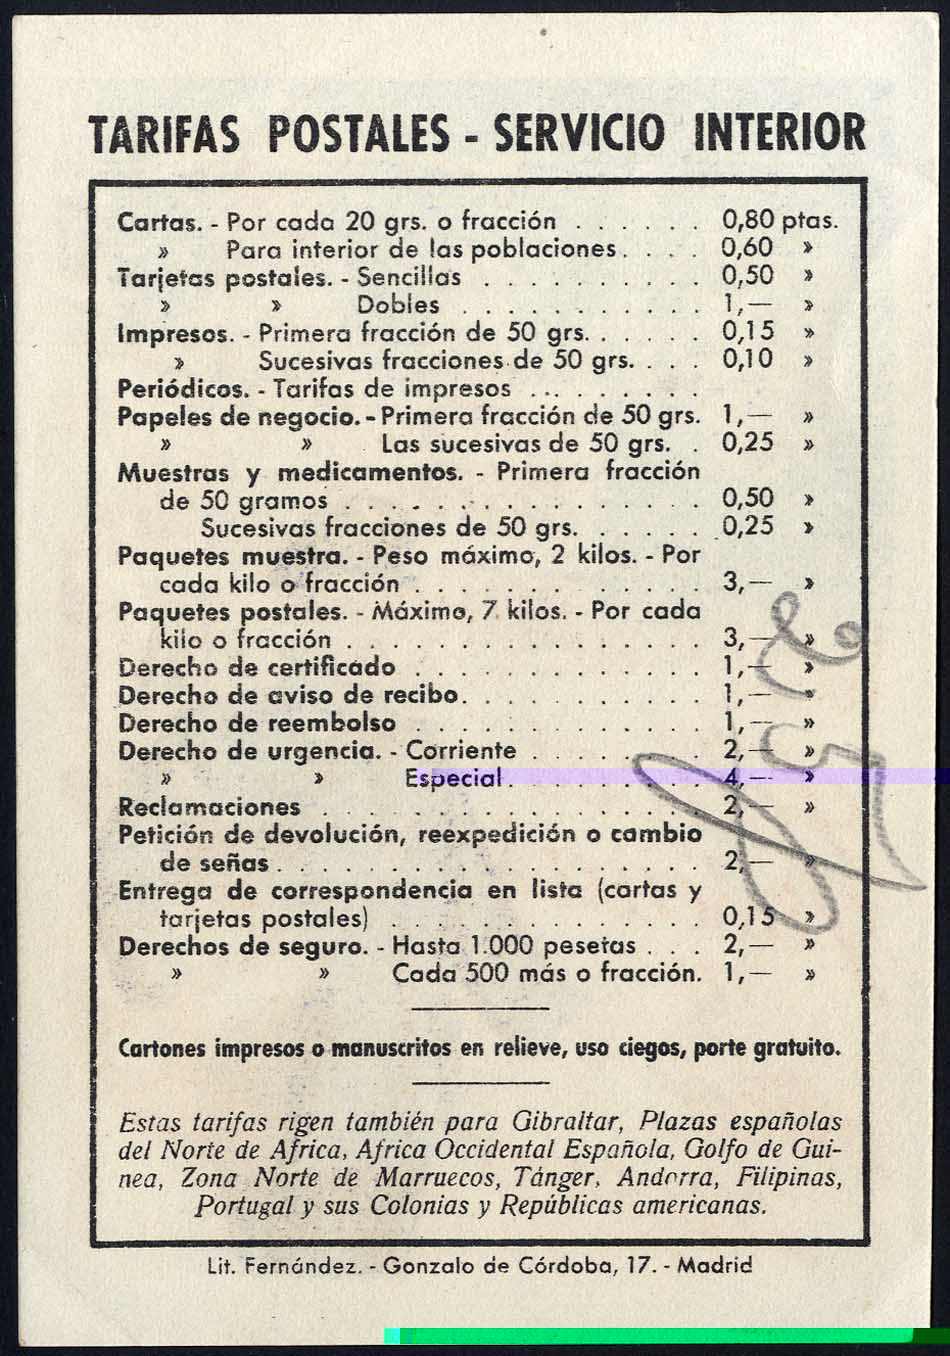 TARIFAS POSTALES - SERVICIO INTERIOR
Cartas. - Por cada 20 grs. o fracción . . . . . . 0,80 ptas.
» Para interior de las poblaciones. . . . 0,60 »
Tarjetas postales. - Sencillas . . . . . . . . . . 0,50 »
» » Dobles . . . . . . . . . . . 1,— »
Impresos. - Primera fracción de 50 grs. . . . . . 0,15 »
» Sucesivas fracciones de 50 grs. . . . 0,10 »
Periódicos. - Tarifas de impresos . . . . . . . . .
Papeles de negocio. - Primera fracción de 50 grs. 1,— »
» » Las sucesivas de 50 grs. . 0,25 »
Muestras y medicamentos. - Primera fracción
de 50 gramos . . . . . . . . . . . . . . . . 0,50 »
Sucesivas fracciones de 50 grs. . . . . . 0,25 »
Paquetes muestra. - Peso máximo, 2 kilos. - Por
cada kilo o fracción . . . . . . . . . . . . . 3,— »
Paquetes postales. - Máximo, 7 kilos. - Por cada
kilo o fracción . . . . . . . . . . . . . . . . 3,— »
Derecho de certificado . . . . . . . . . . . . . 1,— »
Derecho de aviso de recibo. . . . . . . . . . . 1,— »
Derecho de reembolso . . . . . . . . . . . . . 1,— »
Derecho de urgencia. - Corriente . . . . . . . . 2,— »
» » Especial. . . . . . . . . 4,— »
Reclamaciones . . . . . . . . . . . . . . . . . 2,— »
Petición de devolución, reexpedición o cambio
de señas . . . . . . . . . . . . . . . . . . . 2,— »
Entrega de correspondencia en lista (cartas y
tarjetas postales) . . . . . . . . . . . . . . 0,15 »
Derechos de seguro. - Hasta 1.000 pesetas . . . 2,— »
» » Cada 500 más o fracción. 1,— »
Cartones impresos o manuscritos en relieve, uso ciegos, porte gratuito.
Estas tarifas rigen también para Gibraltar, Plazas españolas
del Norte de Africa, Africa Occidental Española, Golfo de Gui-
nea, Zona Norte de Marruecos, Tánger, Andorra, Filipinas,
Portugal y sus Colonias y Repúblicas americanas.
Lit. Fernández. - Gonzalo de Córdoba, 17. - Madrid